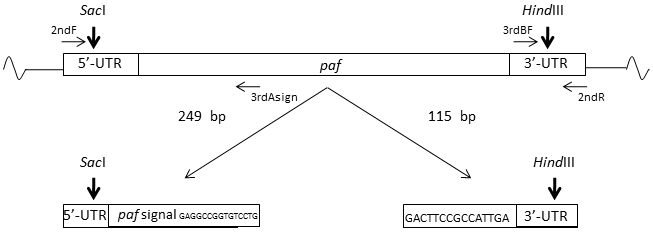 SacI HindIII
2ndF 3rdBF
5’-UTR paf 3’-UTR
3rdAsign 2ndR
249 bp 115 bp
SacI HindIII
5’-UTR paf signal GAGGCCGGTGTCCTG GACTTCCGCCATTGA 3’-UTR